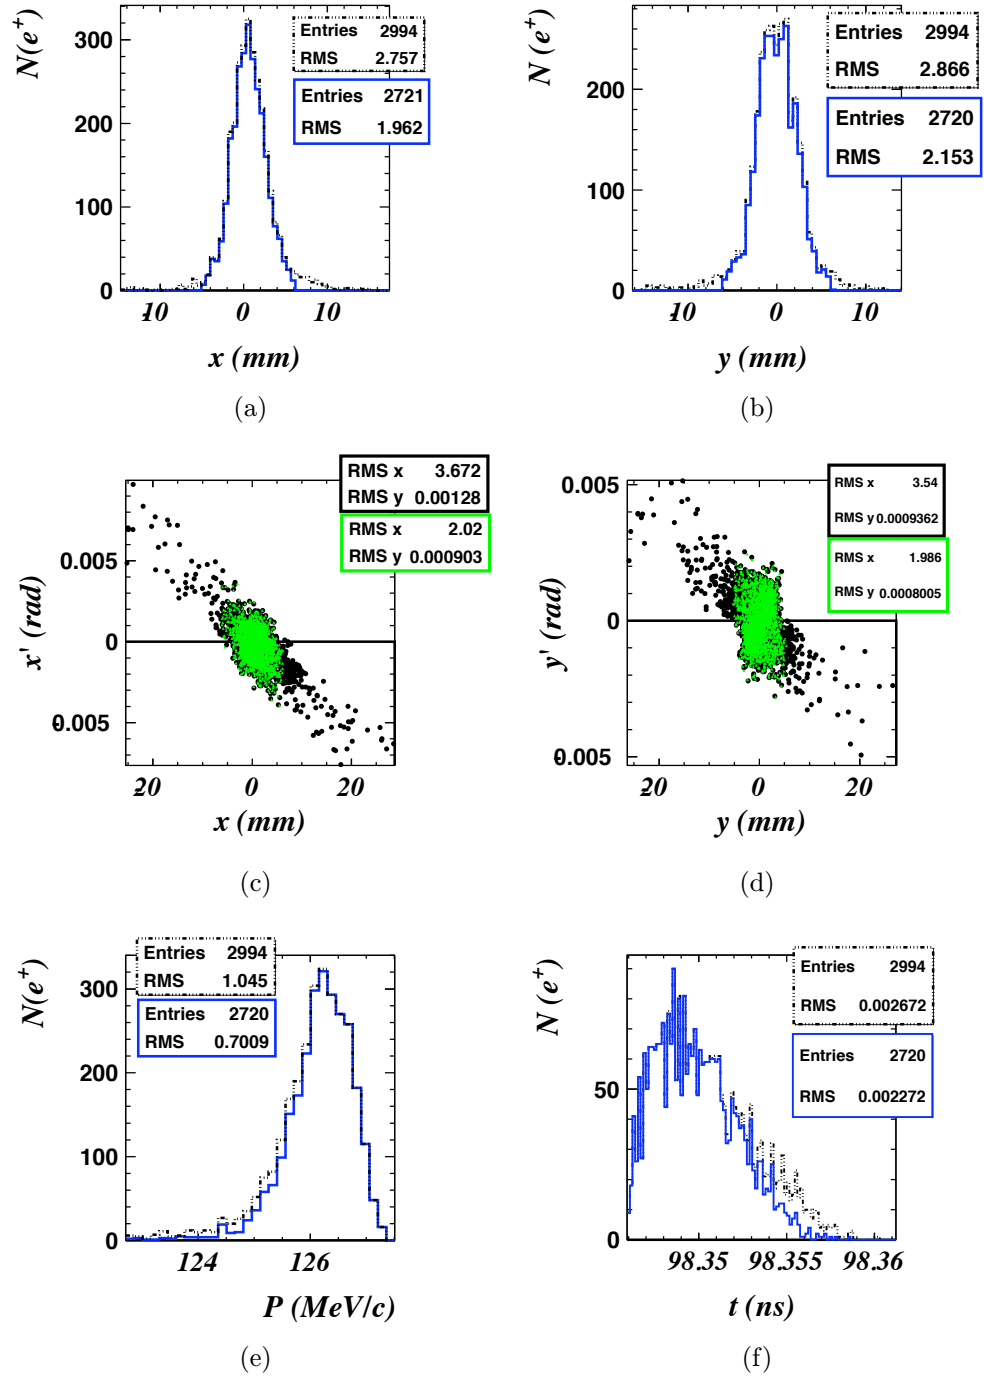 N(e+)
300
200
100
0
Entries 2994
RMS 2.757
Entries 2721
RMS 1.962
-10 0 10
x (mm)
(a)
N (e+)
200
100
0
Entries 2994
RMS 2.866
Entries 2720
RMS 2.153
-10 0 10
y (mm)
(b)
x' (rad)
0.005
0
-0.005
RMS x 3.672
RMS y 0.00128
RMS x 2.02
RMS y 0.000903
-20 0 20
x (mm)
(c)
y' (rad)
0.005
0
-0.005
RMS x 3.54
RMS y 0.0009362
RMS x 1.986
RMS y 0.0008005
-20 0 20
y (mm)
(d)
N(e+)
300
200
100
0
Entries 2994
RMS 1.045
Entries 2720
RMS 0.7009
124 126
P (MeV/c)
(e)
N (e+)
50
0
Entries 2994
RMS 0.002672
Entries 2720
RMS 0.002272
98.35 98.355 98.36
t (ns)
(f)